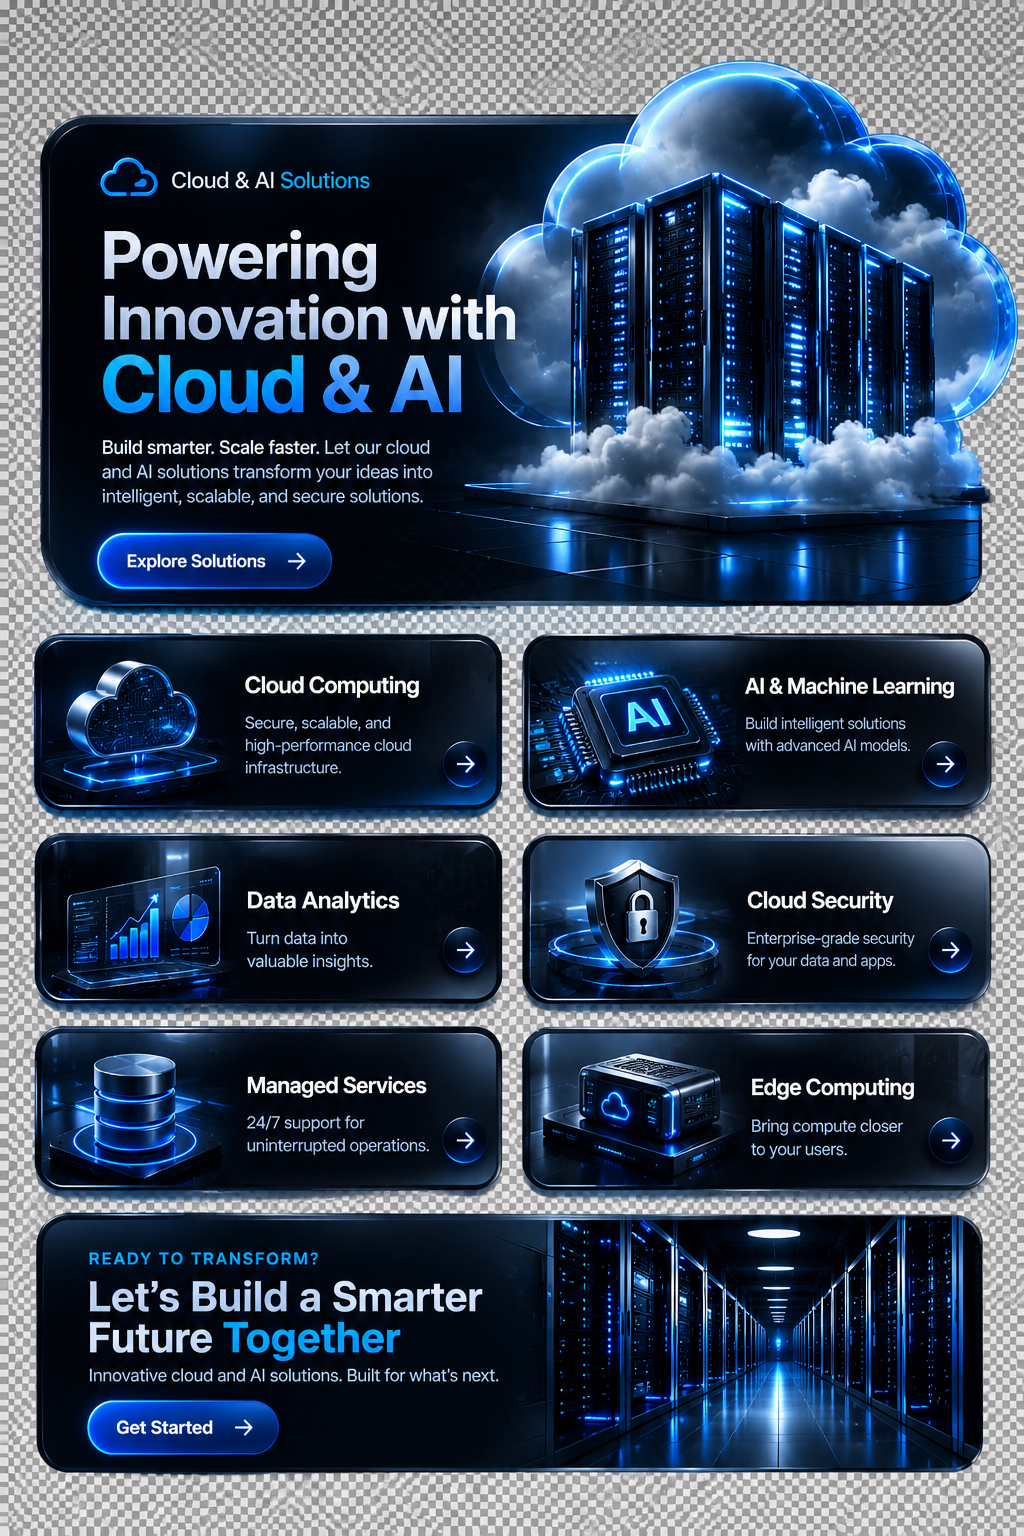 Cloud & AI Solutions
Powering
Innovation with
Cloud & AI
Build smarter. Scale faster. Let our cloud
and AI solutions transform your ideas into
intelligent, scalable, and secure solutions.
Explore Solutions
Cloud Computing
Secure, scalable, and
high-performance cloud
infrastructure.
AI
AI & Machine Learning
Build intelligent solutions
with advanced AI models.
Data Analytics
Turn data into
valuable insights.
Cloud Security
Enterprise-grade security
for your data and apps.
Managed Services
24/7 support for
uninterrupted operations.
Edge Computing
Bring compute closer
to your users.
READY TO TRANSFORM?
Let's Build a Smarter
Future Together
Innovative cloud and AI solutions. Built for what's next.
Get Started